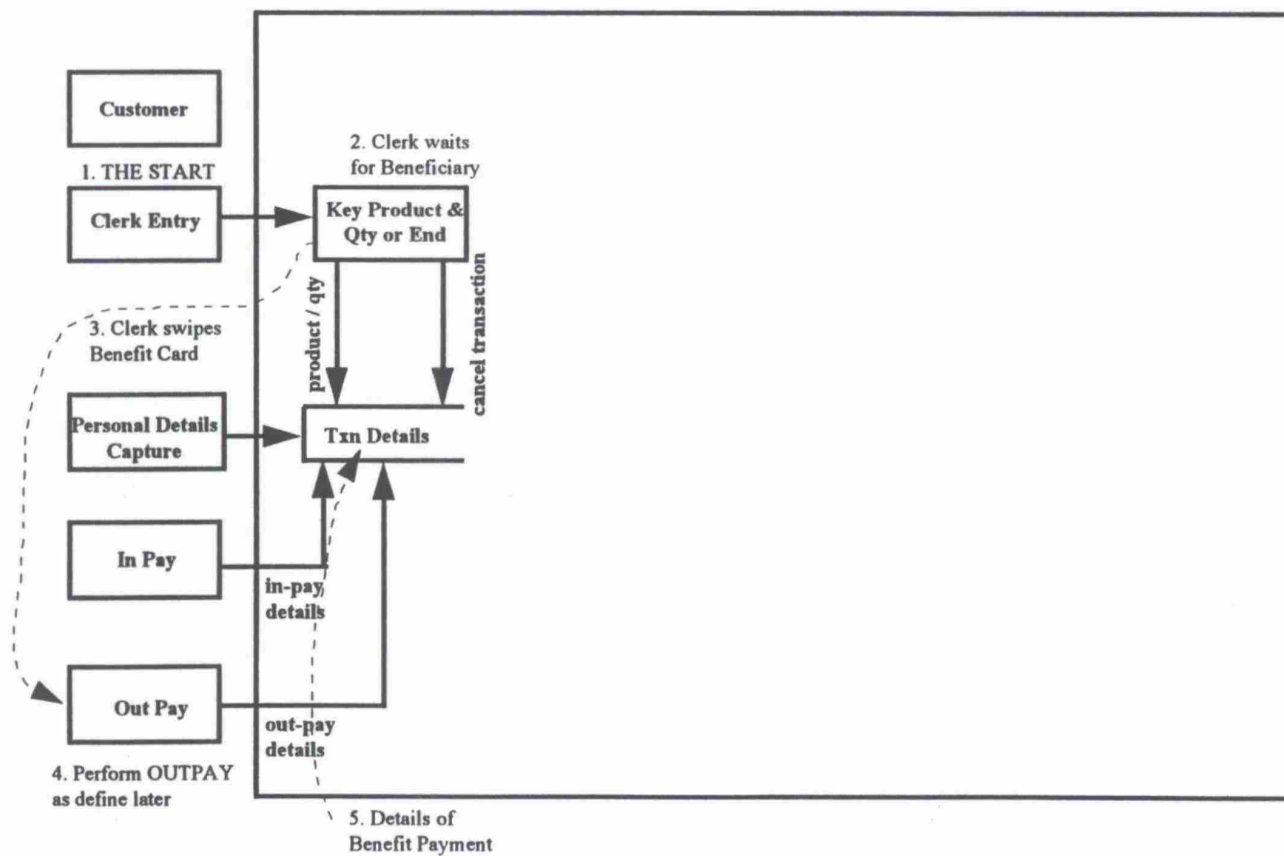 Customer
1. THE START
Clerk Entry
2. Clerk waits
for Beneficiary
Key Product &
Qty or End
product / qty
cancel transaction
3. Clerk swipes
Benefit Card
Personal Details
Capture
Txn Details
In Pay
in-pay
details
Out Pay
out-pay
details
4. Perform OUTPAY
as define later
5. Details of
Benefit Payment